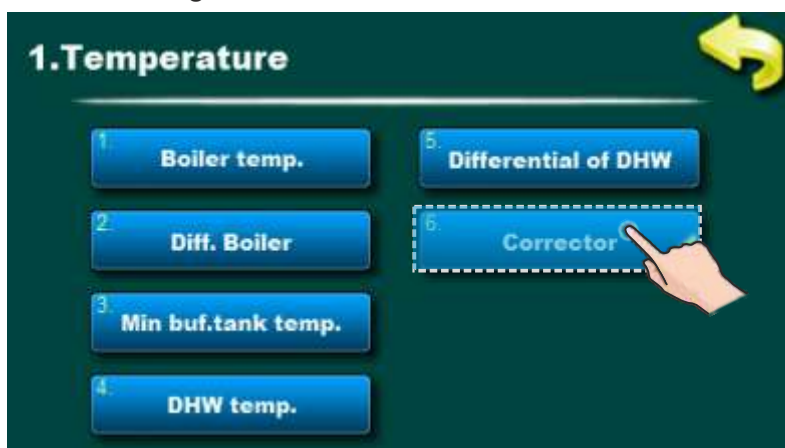 1.Temperature
1.
Boiler temp.
2.
Diff. Boiler
3.
Min buf.tank temp.
4.
DHW temp.
5.
Differential of DHW
6.
Corrector